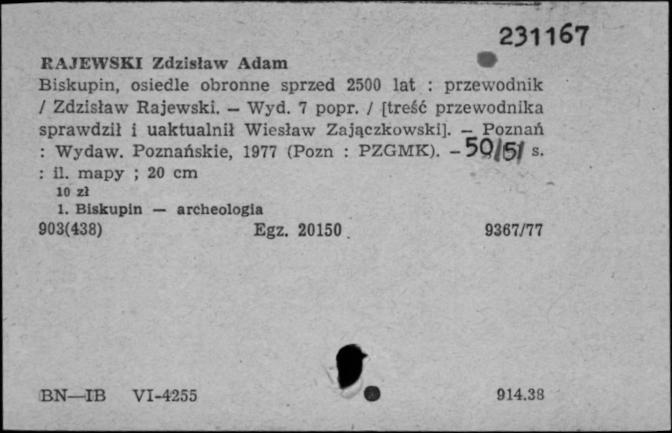 231167
RAJEWSKI Zdzisław Adam
Biskupin, osiedle obronne sprzed 2500 lat : przewodnik
/ Zdzisław Rajewski. — Wyd. 7 popr. / [treść przewodnika
sprawdził i uaktualnił Wiesław Zajączkowski]. — Poznań
: Wydaw. Poznańskie, 1977 (Pozn : PZGMK). — 50/5/ s.
: il. mapy ; 20 cm
10 zł
1. Biskupin — archeologia
903(438) Egz. 20150. 9367/77
BN—IB VI-4255 914.38